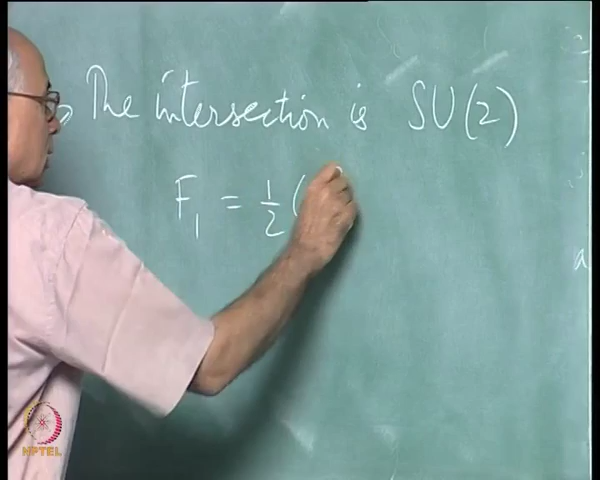 The intersection is SU(2)
F₁ = 1/2 (
a
NPTEL